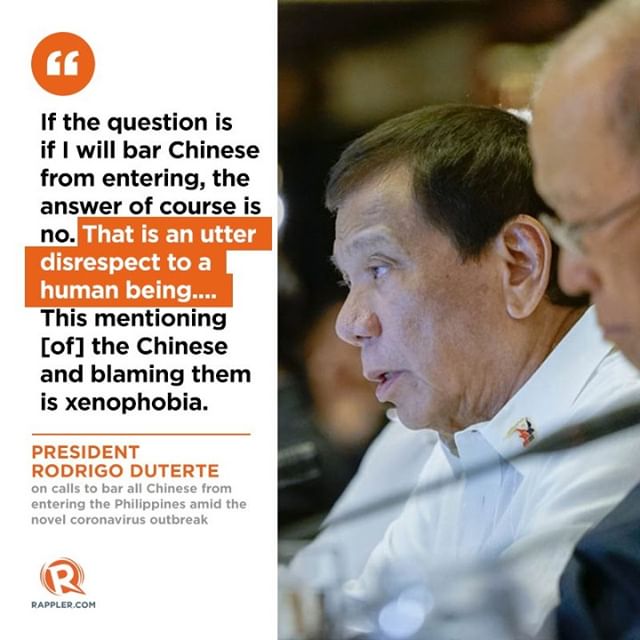 If the question is
if I will bar Chinese
from entering, the
answer of course is
no. That is an utter
disrespect to a
human being....
This mentioning
[of] the Chinese
and blaming them
is xenophobia.
PRESIDENT
RODRIGO DUTERTE
on calls to bar all Chinese from
entering the Philippines amid the
novel coronavirus outbreak
R
RAPPLER.COM